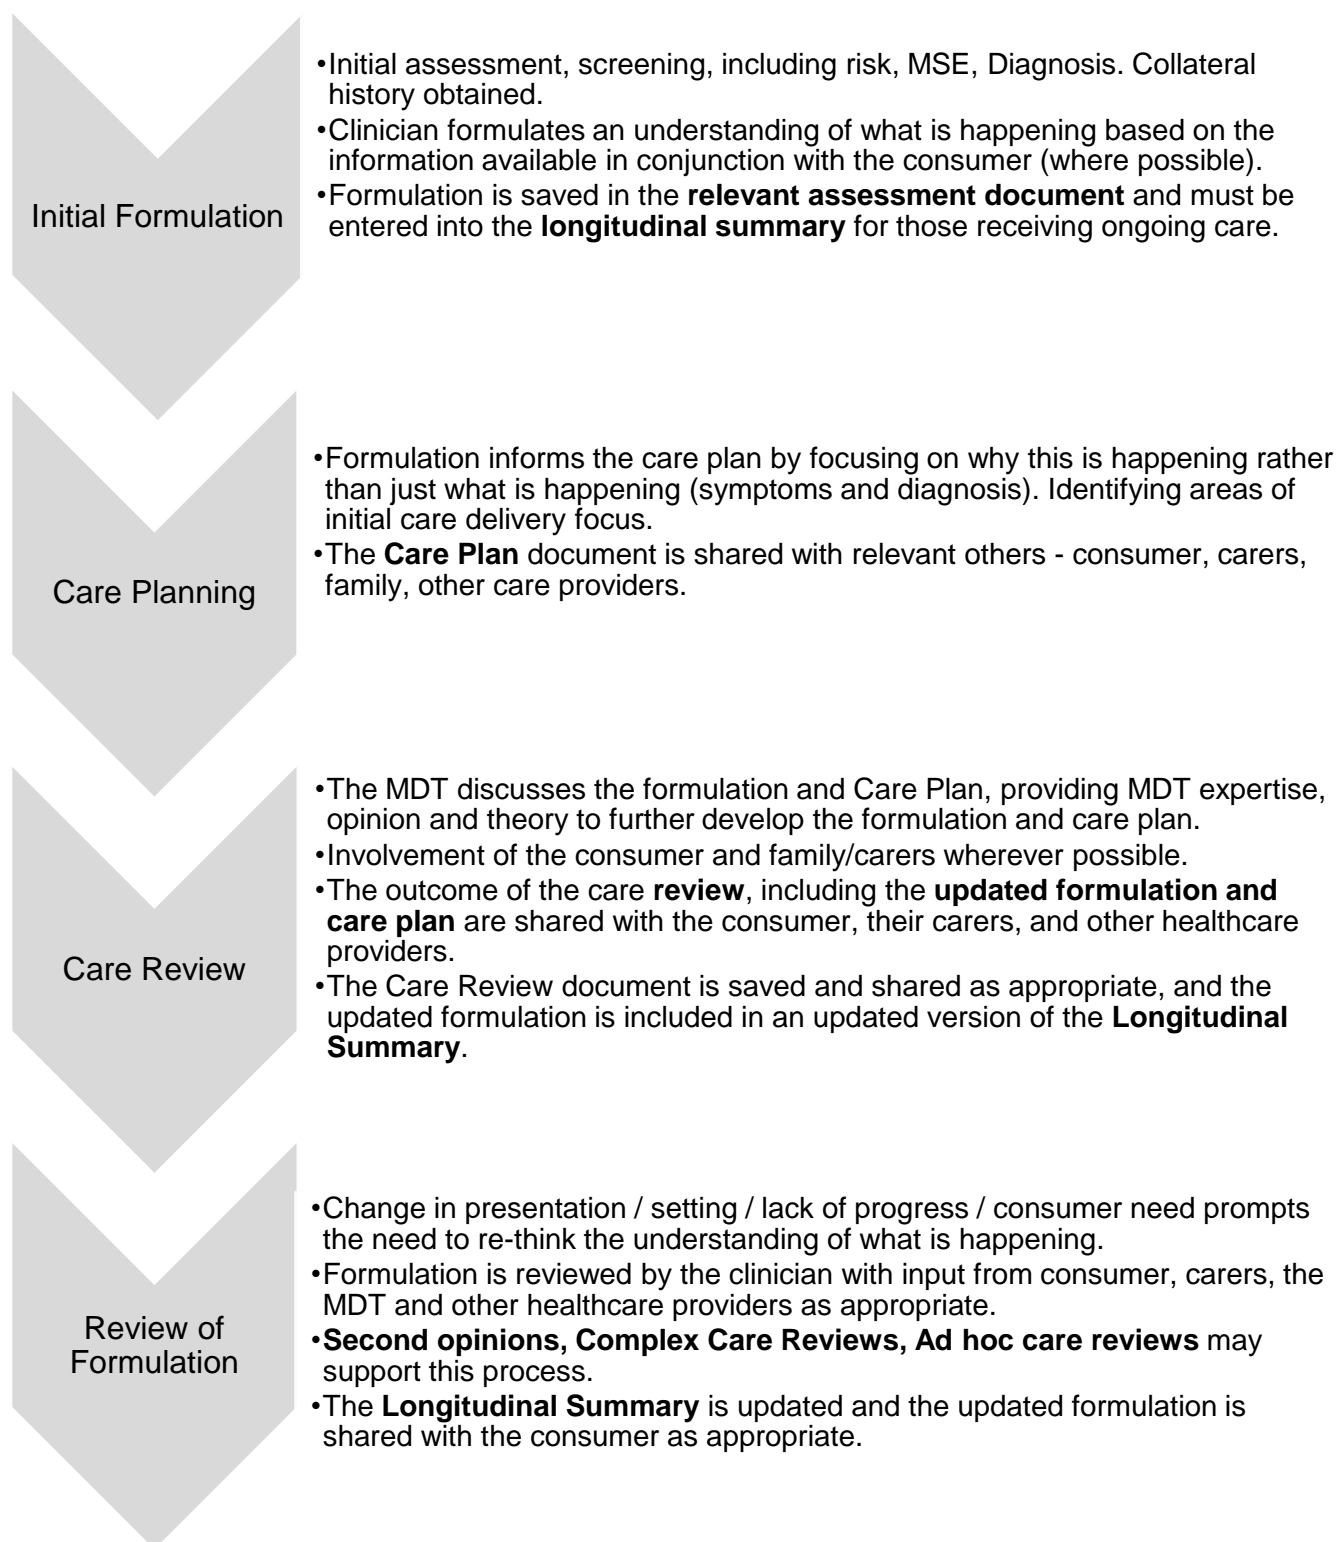 Initial Formulation
•Initial assessment, screening, including risk, MSE, Diagnosis. Collateral
history obtained.
•Clinician formulates an understanding of what is happening based on the
information available in conjunction with the consumer (where possible).
•Formulation is saved in the relevant assessment document and must be
entered into the longitudinal summary for those receiving ongoing care.
Care Planning
•Formulation informs the care plan by focusing on why this is happening rather
than just what is happening (symptoms and diagnosis). Identifying areas of
initial care delivery focus.
•The Care Plan document is shared with relevant others - consumer, carers,
family, other care providers.
Care Review
•The MDT discusses the formulation and Care Plan, providing MDT expertise,
opinion and theory to further develop the formulation and care plan.
•Involvement of the consumer and family/carers wherever possible.
•The outcome of the care review, including the updated formulation and
care plan are shared with the consumer, their carers, and other healthcare
providers.
•The Care Review document is saved and shared as appropriate, and the
updated formulation is included in an updated version of the Longitudinal
Summary.
Review of
Formulation
•Change in presentation / setting / lack of progress / consumer need prompts
the need to re-think the understanding of what is happening.
•Formulation is reviewed by the clinician with input from consumer, carers, the
MDT and other healthcare providers as appropriate.
•Second opinions, Complex Care Reviews, Ad hoc care reviews may
support this process.
•The Longitudinal Summary is updated and the updated formulation is
shared with the consumer as appropriate.